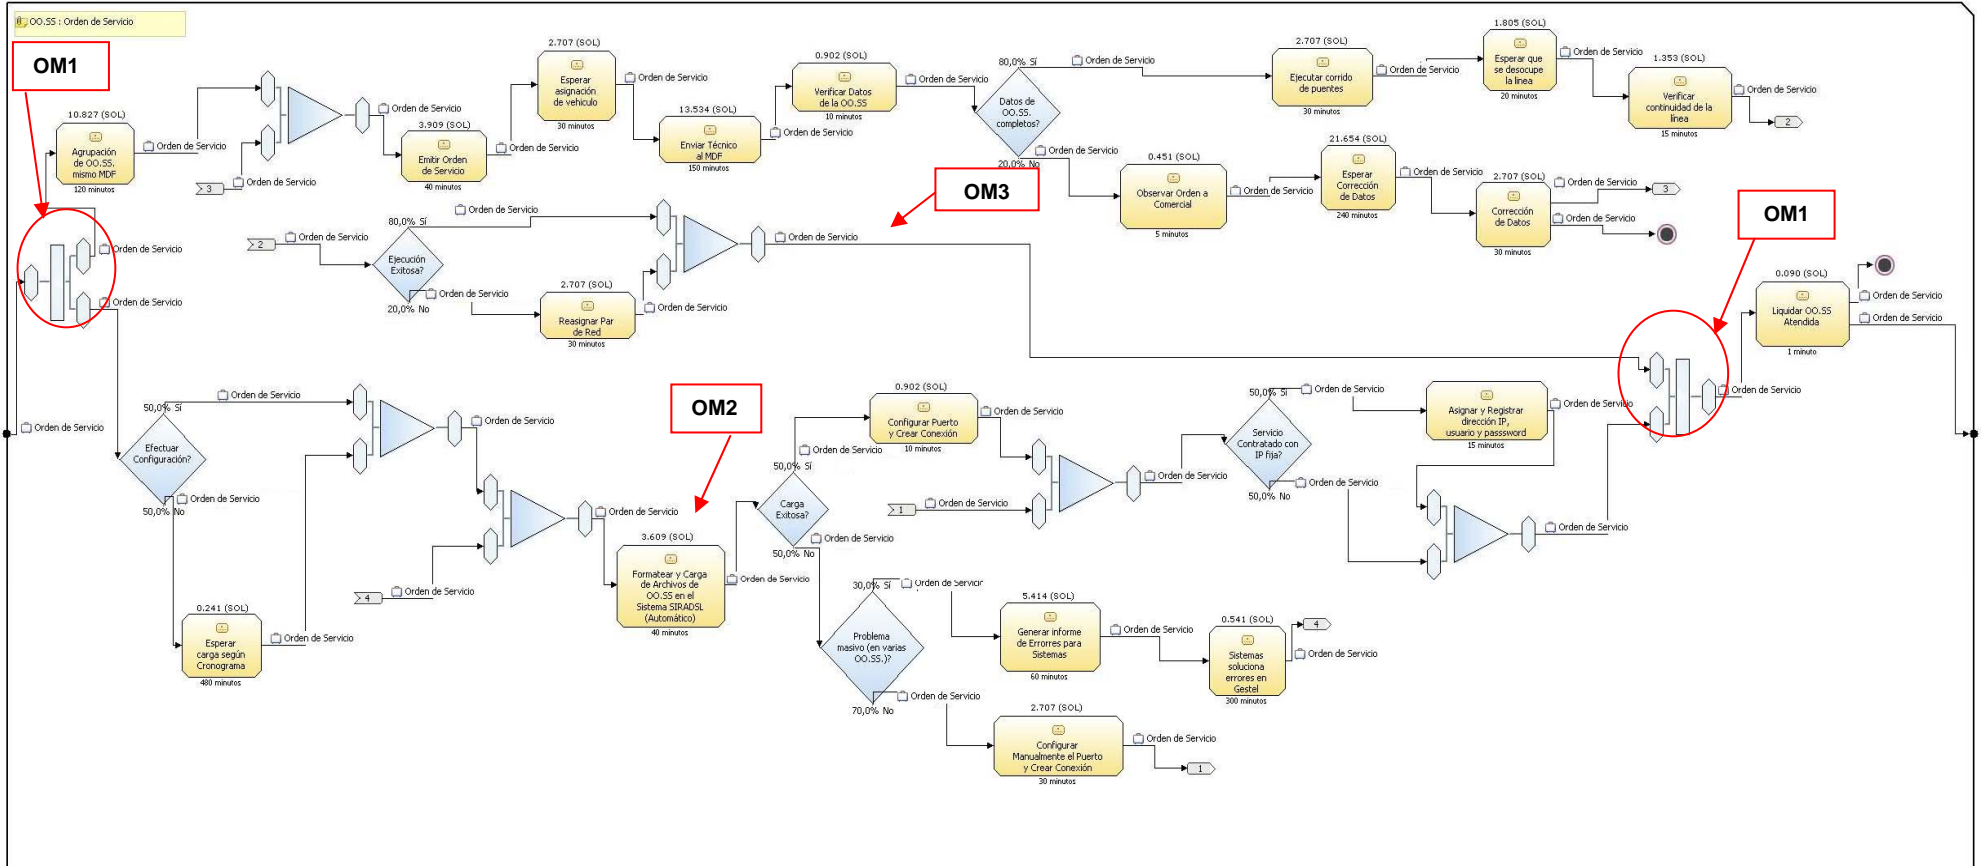 OO.SS : Orden de Servicio
OM1
10.827 (SOL)
Agrupación
de OO.SS.
mismo MDF
120 minutos
Orden de Servicio
Orden de Servicio
3
Orden de Servicio
Orden de Servicio
3.909 (SOL)
Emitir Orden
de Servicio
40 minutos
Orden de Servicio
2.707 (SOL)
Esperar
asignación
de vehiculo
30 minutos
Orden de Servicio
13.534 (SOL)
Enviar Técnico
al MDF
150 minutos
Orden de Servicio
0.902 (SOL)
Verificar Datos
de la OO.SS
10 minutos
Orden de Servicio
80,0% Sí
Datos de
OO.SS.
completos?
20,0% No
Orden de Servicio
Orden de Servicio
2.707 (SOL)
Ejecutar corrido
de puentes
30 minutos
Orden de Servicio
1.805 (SOL)
Esperar que
se desocupe
la linea
20 minutos
Orden de Servicio
1.353 (SOL)
Verificar
continuidad de la
línea
15 minutos
Orden de Servicio
2
0.451 (SOL)
Observar Orden a
Comercial
5 minutos
Orden de Servicio
21.654 (SOL)
Esperar
Corrección
de Datos
240 minutos
Orden de Servicio
2.707 (SOL)
Corrección
de Datos
30 minutos
Orden de Servicio
3
Orden de Servicio
OM3
OM1
2
Orden de Servicio
80,0% Sí
Ejecución
Exitosa?
20,0% No
Orden de Servicio
Orden de Servicio
2.707 (SOL)
Reasignar Par
de Red
30 minutos
Orden de Servicio
Orden de Servicio
0.090 (SOL)
Liquidar OO.SS
Atendida
1 minuto
Orden de Servicio
Orden de Servicio
Orden de Servicio
Orden de Servicio
Orden de Servicio
50,0% Sí
Efectuar
Configuración?
50,0% No
Orden de Servicio
Orden de Servicio
0.241 (SOL)
Esperar
carga según
Cronograma
480 minutos
Orden de Servicio
Orden de Servicio
4
Orden de Servicio
Orden de Servicio
OM2
3.609 (SOL)
Formatear y Carga
de Archivos de
OO.SS en el
Sistema SIRADSL
(Automático)
40 minutos
Orden de Servicio
50,0% Sí
Carga
Exitosa?
50,0% No
Orden de Servicio
Orden de Servicio
0.902 (SOL)
Configurar Puerto
y Crear Conexión
10 minutos
Orden de Servicio
1
Orden de Servicio
Orden de Servicio
50,0% Sí
Servicio
Contratado con
IP fija?
50,0% No
Orden de Servicio
Orden de Servicio
Asignar y Registrar
dirección IP,
usuario y passsword
15 minutos
Orden de Servicio
Orden de Servicio
Orden de Servicio
30,0% Sí
Problema
masivo (en varias
OO.SS.)?
70,0% No
Orden de Servicio
Orden de Servicio
5.414 (SOL)
Generar informe
de Errores para
Sistemas
60 minutos
Orden de Servicio
0.541 (SOL)
Sistemas
soluciona
errores en
Gestel
300 minutos
4
Orden de Servicio
2.707 (SOL)
Configurar
Manualmente el Puerto
y Crear Conexión
30 minutos
Orden de Servicio
1